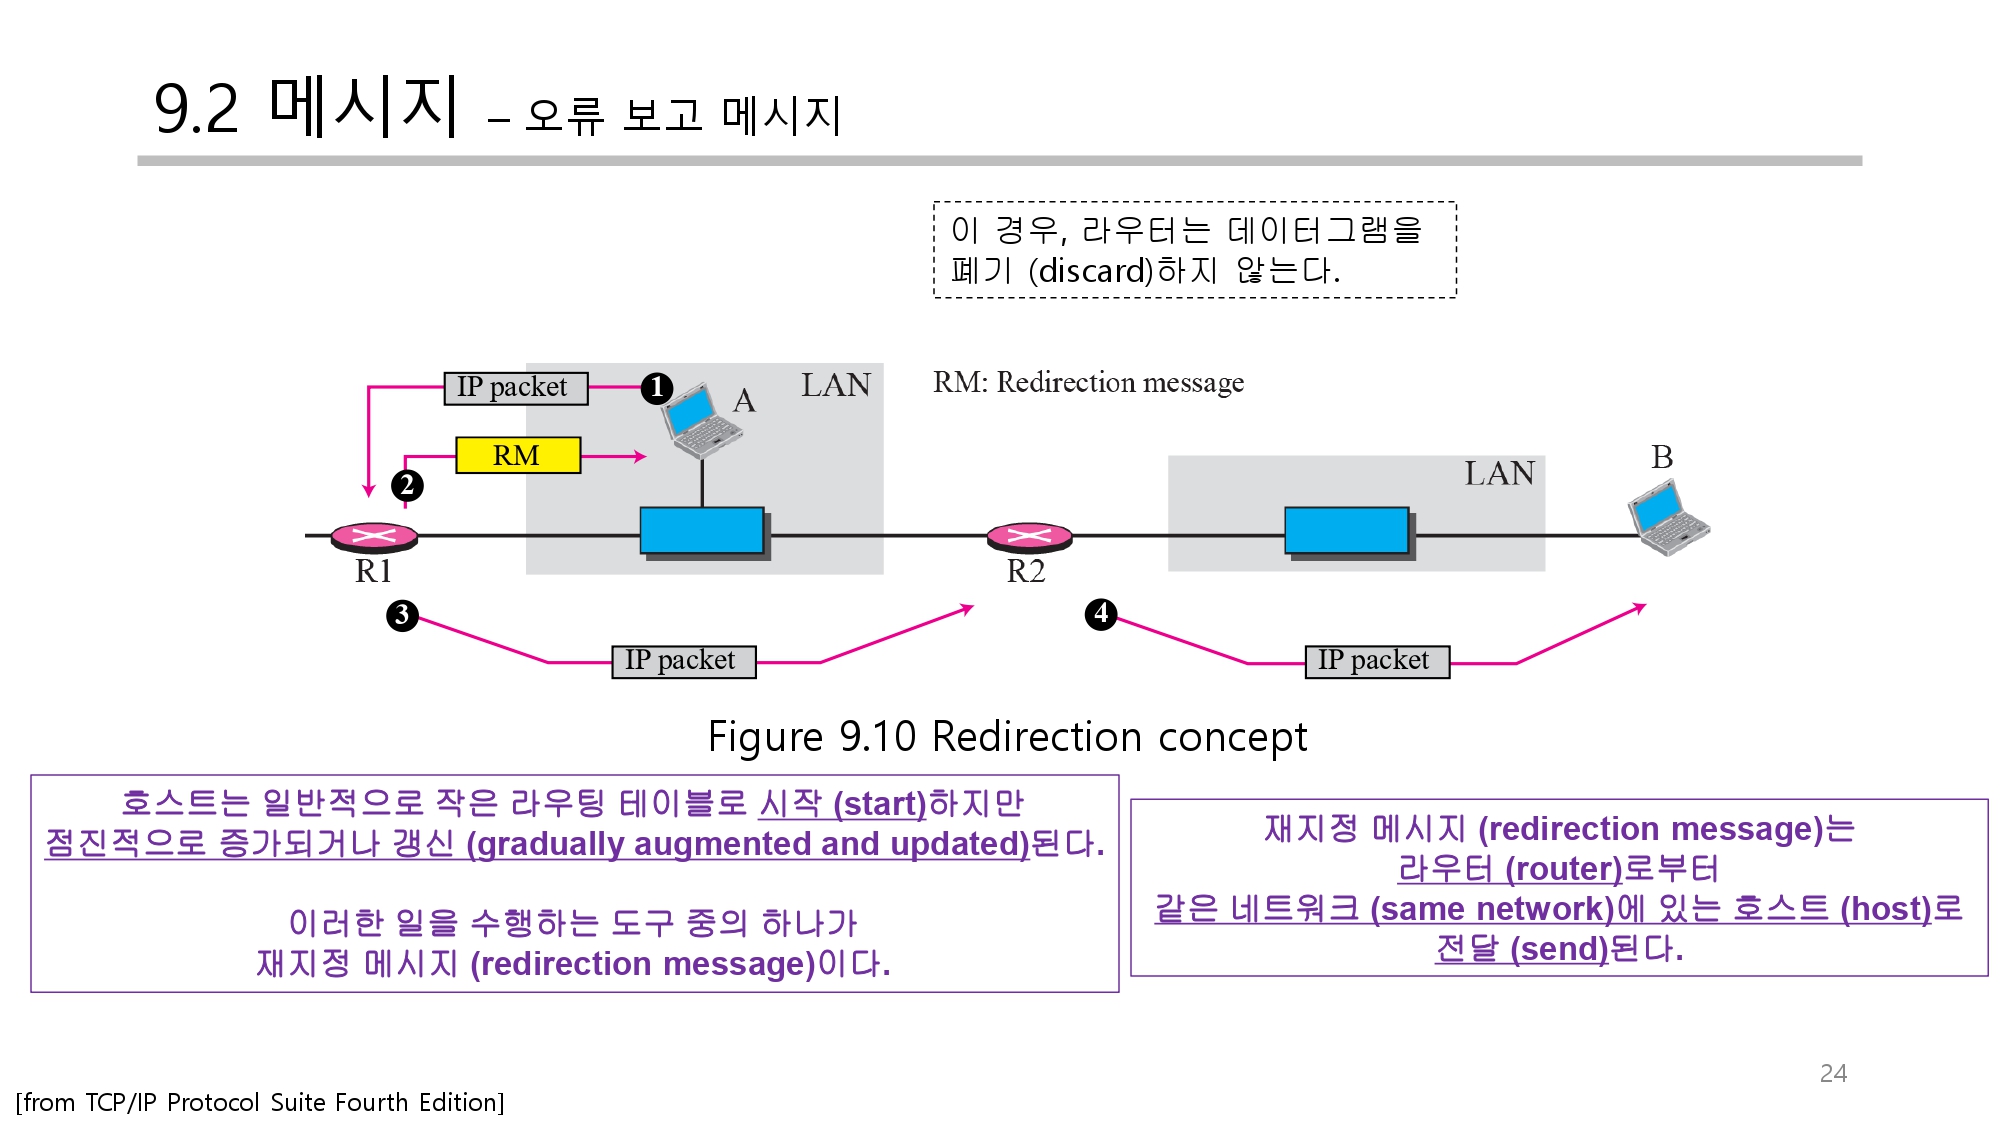 9.2 메시지 – 오류 보고 메시지
이 경우, 라우터는 데이터그램을
폐기 (discard)하지 않는다.
IP packet
1
A
LAN
RM: Redirection message
RM
2
R1
R2
LAN
B
3
IP packet
4
IP packet
Figure 9.10 Redirection concept
호스트는 일반적으로 작은 라우팅 테이블로 시작 (start)하지만
점진적으로 증가되거나 갱신 (gradually augmented and updated)된다.
이러한 일을 수행하는 도구 중의 하나가
재지정 메시지 (redirection message)이다.
재지정 메시지 (redirection message)는
라우터 (router)로부터
같은 네트워크 (same network)에 있는 호스트 (host)로
전달 (send)된다.
24
[from TCP/IP Protocol Suite Fourth Edition]